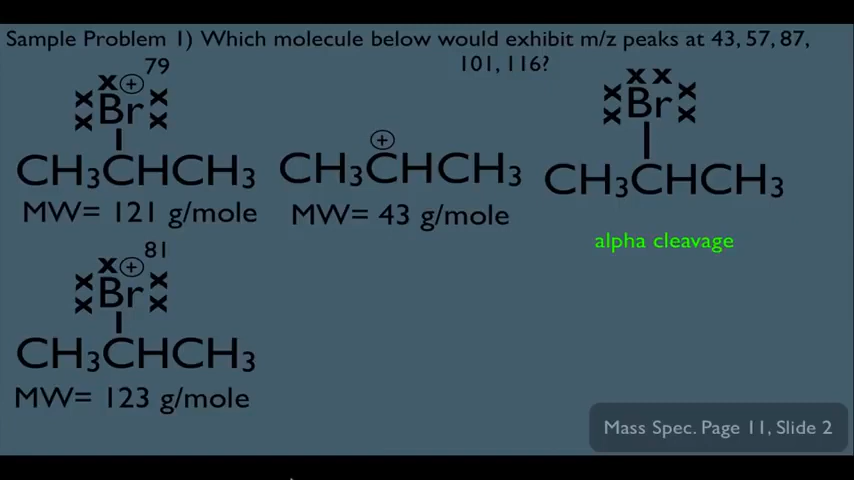 Sample Problem 1) Which molecule below would exhibit m/z peaks at 43, 57, 87,
101, 116?
79
x +
x Br x
x x
CH3CHCH3
MW= 121 g/mole
+
CH3CHCH3
MW= 43 g/mole
x x
x Br x
x x
CH3CHCH3
alpha cleavage
81
x +
x Br x
x x
CH3CHCH3
MW= 123 g/mole
Mass Spec. Page 11, Slide 2